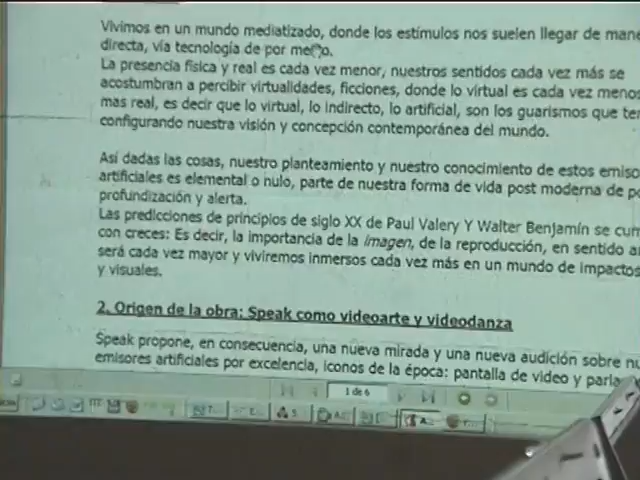 Vivimos en un mundo mediatizado, donde los estímulos nos suelen llegar de mane
directa, vía tecnología de por medio.
La presencia física y real es cada vez menor, nuestros sentidos cada vez más se
acostumbran a percibir virtualidades, ficciones, donde lo virtual es cada vez menos
mas real, es decir que lo virtual, lo indirecto, lo artificial, son los guarismos que ter
configurando nuestra visión y concepción contemporánea del mundo.
Así dadas las cosas, nuestro planteamiento y nuestro conocimiento de estos emiso
artificiales es elemental o nulo, parte de nuestra forma de vida post moderna de po
profundización y alerta.
Las predicciones de principios de siglo XX de Paul Valery Y Walter Benjamín se cum
con creces: Es decir, la importancia de la imagen, de la reproducción, en sentido a
será cada vez mayor y viviremos inmersos cada vez más en un mundo de impactos
y visuales.
2. Origen de la obra: Speak como videoarte y videodanza
Speak propone, en consecuencia, una nueva mirada y una nueva audición sobre nu
emisores artificiales por excelencia, iconos de la época: pantalla de video y parla
1 de 6